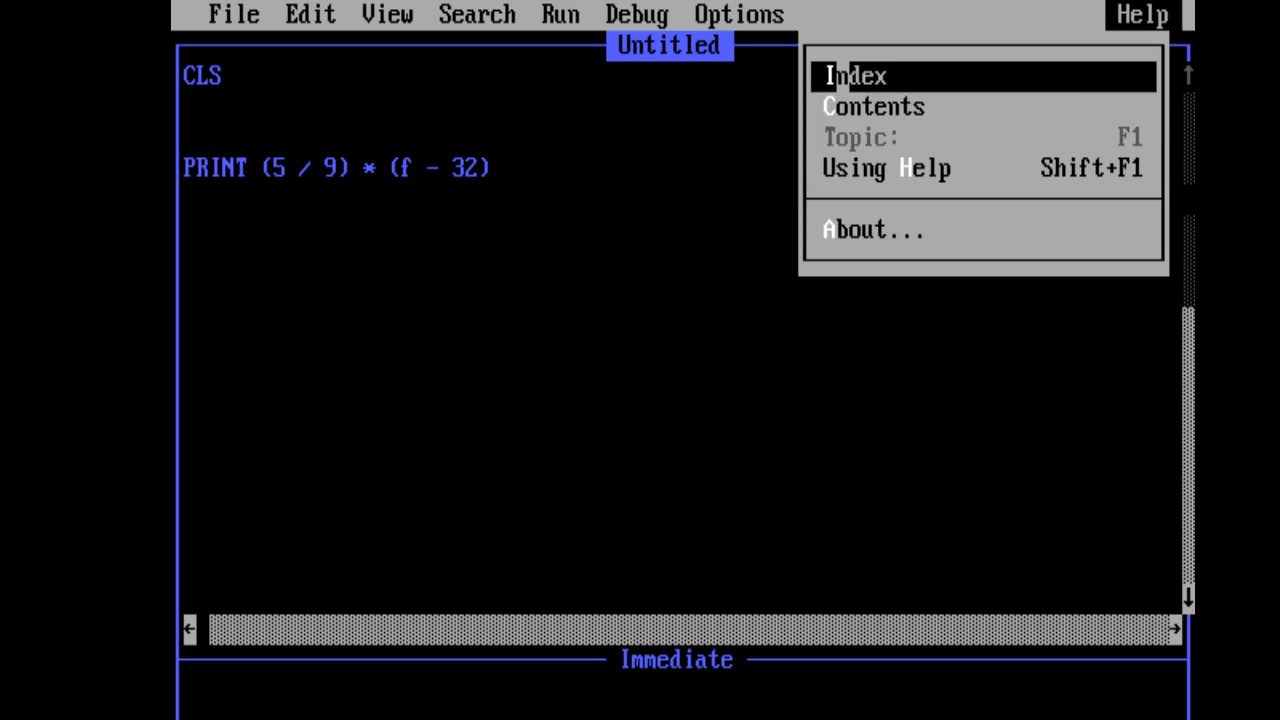 File Edit View Search Run Debug Options Help
Untitled
CLS
PRINT (5 / 9) * (f - 32)
Index
Contents
Topic: F1
Using Help Shift+F1
About...
Immediate